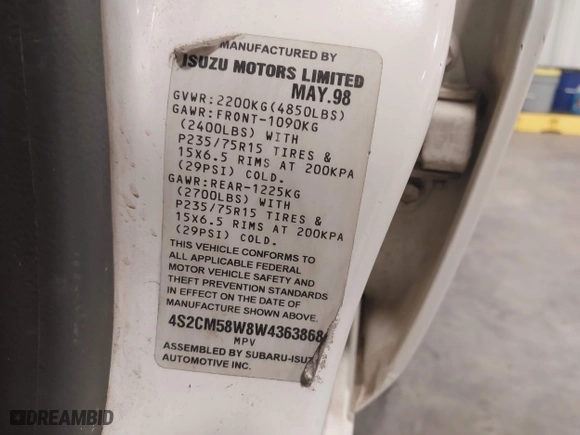 MANUFACTURED BY
ISUZU MOTORS LIMITED
MAY.98
GVWR:2200KG(4850LBS)
GAWR:FRONT-1090KG
(2400LBS) WITH
P235/75R15 TIRES &
15X6.5 RIMS AT 200KPA
(29PSI) COLD.
GAWR:REAR-1225KG
(2700LBS) WITH
P235/75R15 TIRES &
15X6.5 RIMS AT 200KPA
(29PSI) COLD.
THIS VEHICLE CONFORMS TO
ALL APPLICABLE FEDERAL
MOTOR VEHICLE SAFETY AND
THEFT PREVENTION STANDARDS
IN EFFECT ON THE DATE OF
MANUFACTURE SHOWN ABOVE.
4S2CM58W8W4363868
MPV
ASSEMBLED BY SUBARU-ISUZ
AUTOMOTIVE INC.
DREAMBID